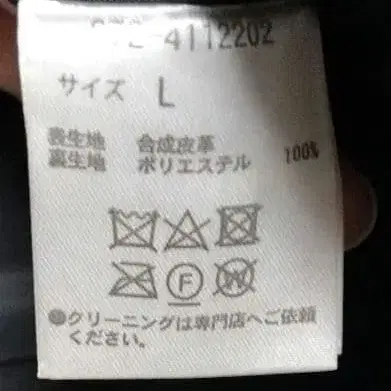 4112202
サイズ L
表生地 合成皮革
裏生地 ポリエステル 100%
F W
クリーニングは専門店へご依頼
ください。